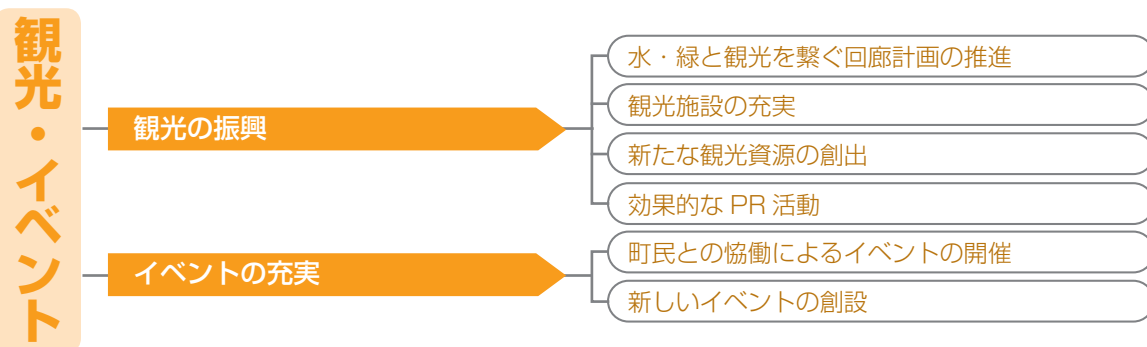 観光・イベント
観光の振興
水・緑と観光を繋ぐ回廊計画の推進
観光施設の充実
新たな観光資源の創出
効果的な PR 活動
イベントの充実
町民との恊働によるイベントの開催
新しいイベントの創設